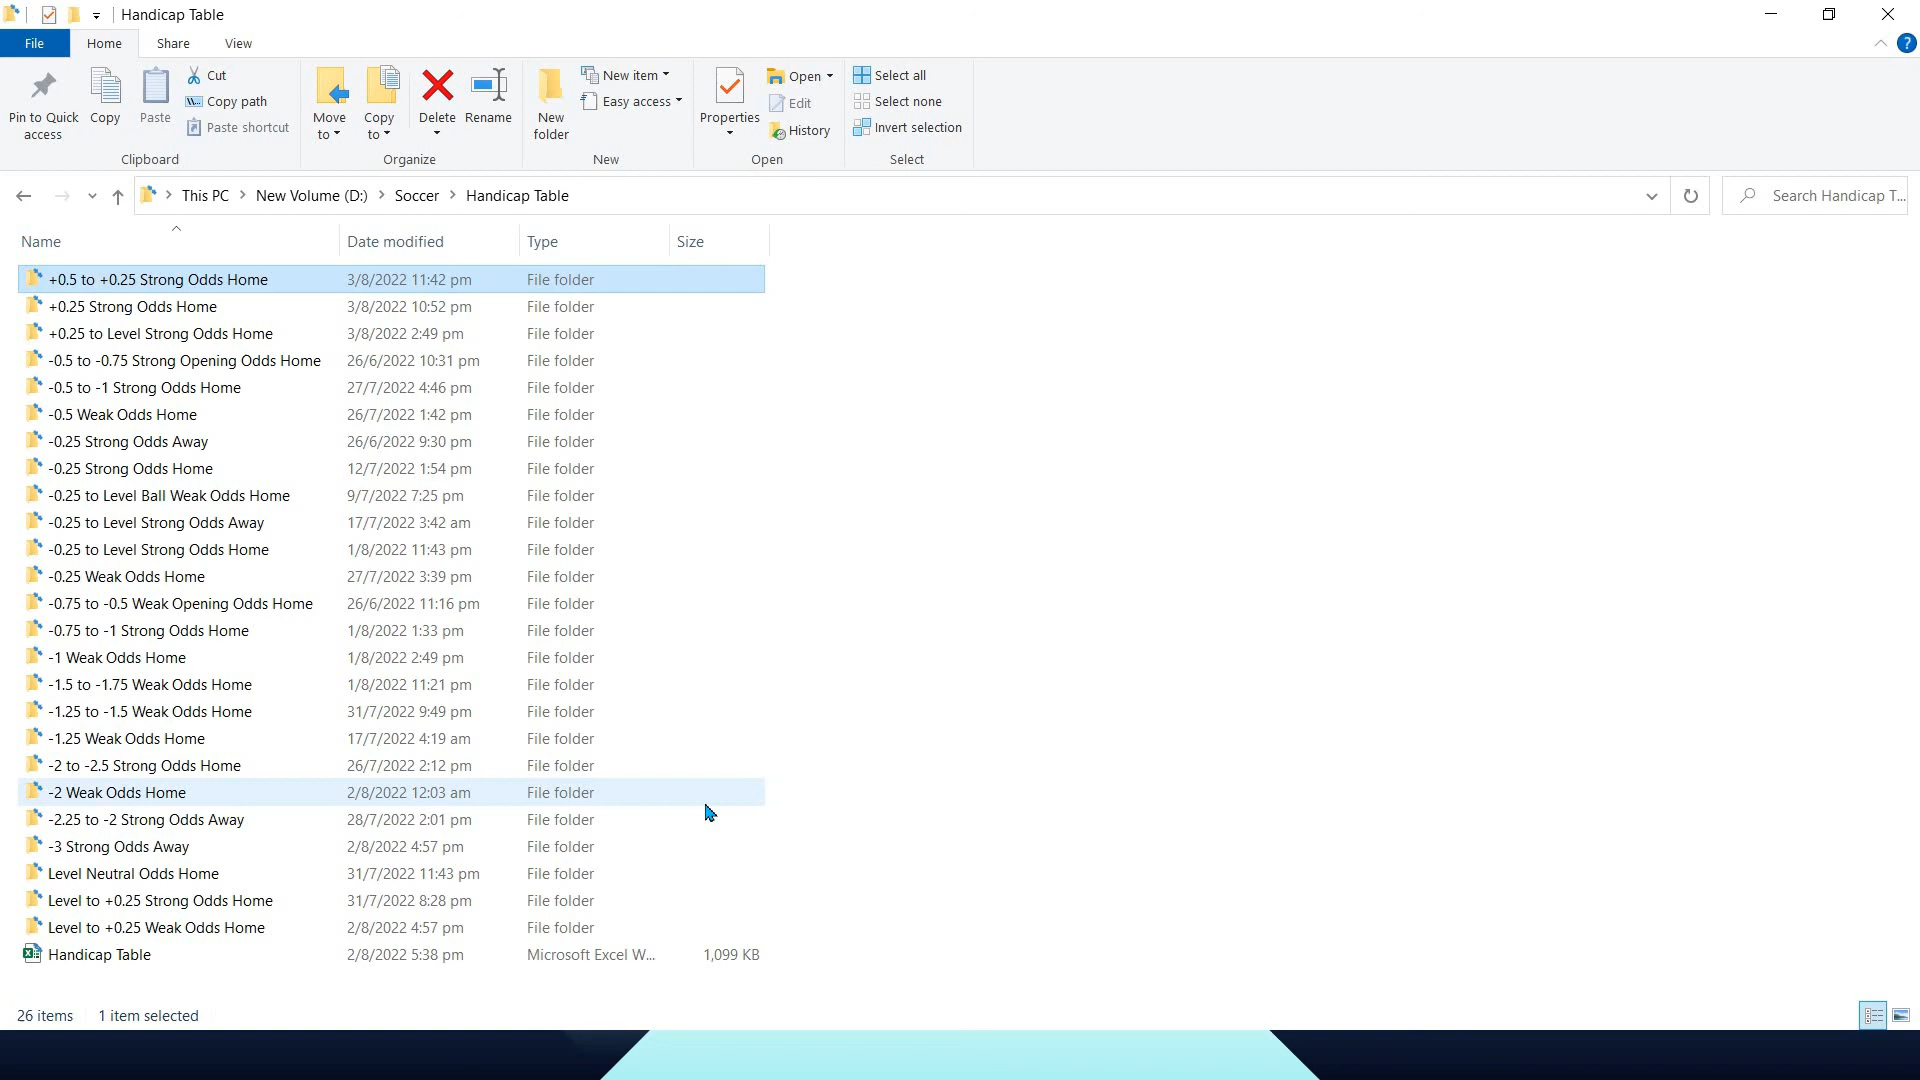 Handicap Table
File Home Share View
Pin to Quick access
Copy
Paste
Cut
Copy path
Paste shortcut
Clipboard
Move to
Copy to
Delete
Rename
Organize
New folder
New item
Easy access
New
Properties
Open
Edit
History
Open
Select all
Select none
Invert selection
Select
This PC > New Volume (D:) > Soccer > Handicap Table
Search Handicap T...
Name Date modified Type Size
+0.5 to +0.25 Strong Odds Home 3/8/2022 11:42 pm File folder
+0.25 Strong Odds Home 3/8/2022 10:52 pm File folder
+0.25 to Level Strong Odds Home 3/8/2022 2:49 pm File folder
-0.5 to -0.75 Strong Opening Odds Home 26/6/2022 10:31 pm File folder
-0.5 to -1 Strong Odds Home 27/7/2022 4:46 pm File folder
-0.5 Weak Odds Home 26/7/2022 1:42 pm File folder
-0.25 Strong Odds Away 26/6/2022 9:30 pm File folder
-0.25 Strong Odds Home 12/7/2022 1:54 pm File folder
-0.25 to Level Ball Weak Odds Home 9/7/2022 7:25 pm File folder
-0.25 to Level Strong Odds Away 17/7/2022 3:42 am File folder
-0.25 to Level Strong Odds Home 1/8/2022 11:43 pm File folder
-0.25 Weak Odds Home 27/7/2022 3:39 pm File folder
-0.75 to -0.5 Weak Opening Odds Home 26/6/2022 11:16 pm File folder
-0.75 to -1 Strong Odds Home 1/8/2022 1:33 pm File folder
-1 Weak Odds Home 1/8/2022 2:49 pm File folder
-1.5 to -1.75 Weak Odds Home 1/8/2022 11:21 pm File folder
-1.25 to -1.5 Weak Odds Home 31/7/2022 9:49 pm File folder
-1.25 Weak Odds Home 17/7/2022 4:19 am File folder
-2 to -2.5 Strong Odds Home 26/7/2022 2:12 pm File folder
-2 Weak Odds Home 2/8/2022 12:03 am File folder
-2.25 to -2 Strong Odds Away 28/7/2022 2:01 pm File folder
-3 Strong Odds Away 2/8/2022 4:57 pm File folder
Level Neutral Odds Home 31/7/2022 11:43 pm File folder
Level to +0.25 Strong Odds Home 31/7/2022 8:28 pm File folder
Level to +0.25 Weak Odds Home 2/8/2022 4:57 pm File folder
Handicap Table 2/8/2022 5:38 pm Microsoft Excel W... 1,099 KB
26 items 1 item selected